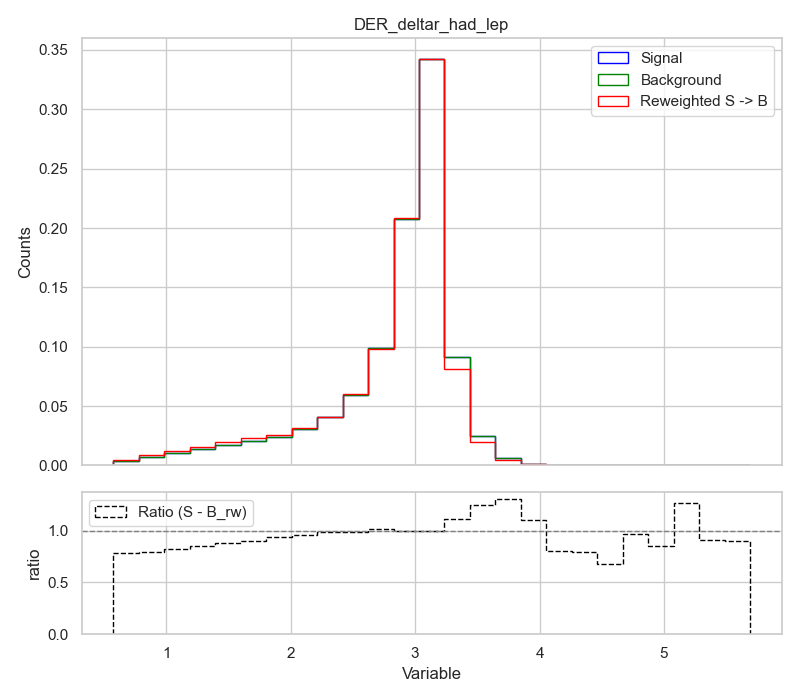 DER_deltar_had_lep
0.35
0.30
0.25
0.20
0.15
0.10
0.05
0.00
Counts
Signal
Background
Reweighted S -> B
Ratio (S - B_rw)
1.0
0.5
0.0
ratio
1 2 3 4 5
Variable